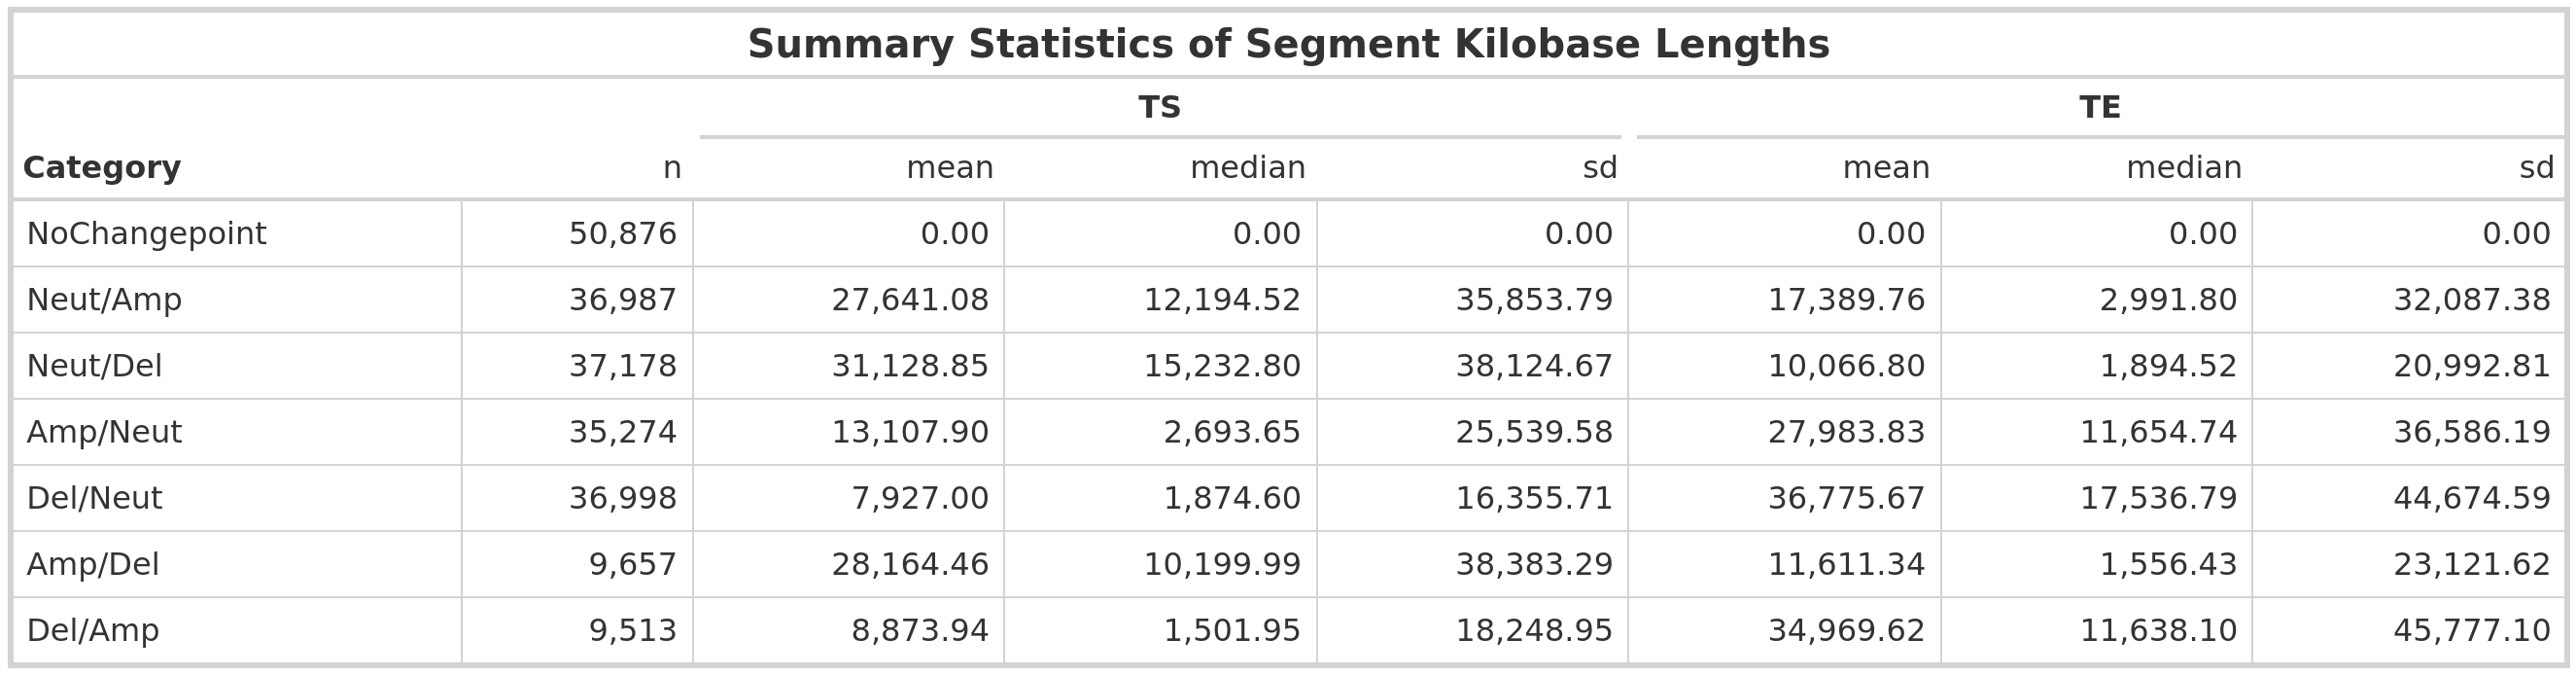 Summary Statistics of Segment Kilobase Lengths
TS TE
Category n mean median sd mean median sd
NoChangepoint 50,876 0.00 0.00 0.00 0.00 0.00 0.00
Neut/Amp 36,987 27,641.08 12,194.52 35,853.79 17,389.76 2,991.80 32,087.38
Neut/Del 37,178 31,128.85 15,232.80 38,124.67 10,066.80 1,894.52 20,992.81
Amp/Neut 35,274 13,107.90 2,693.65 25,539.58 27,983.83 11,654.74 36,586.19
Del/Neut 36,998 7,927.00 1,874.60 16,355.71 36,775.67 17,536.79 44,674.59
Amp/Del 9,657 28,164.46 10,199.99 38,383.29 11,611.34 1,556.43 23,121.62
Del/Amp 9,513 8,873.94 1,501.95 18,248.95 34,969.62 11,638.10 45,777.10